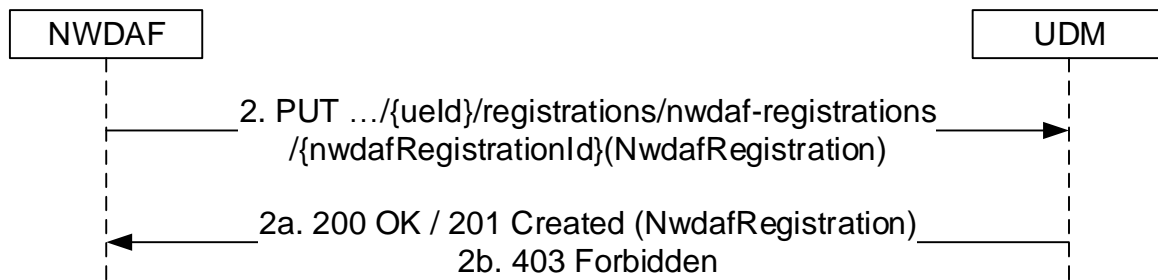 NWDAF
UDM
2. PUT …/{ueId}/registrations/nwdaf-registrations
/{nwdafRegistrationId}(NwdafRegistration)
2a. 200 OK / 201 Created (NwdafRegistration)
2b. 403 Forbidden